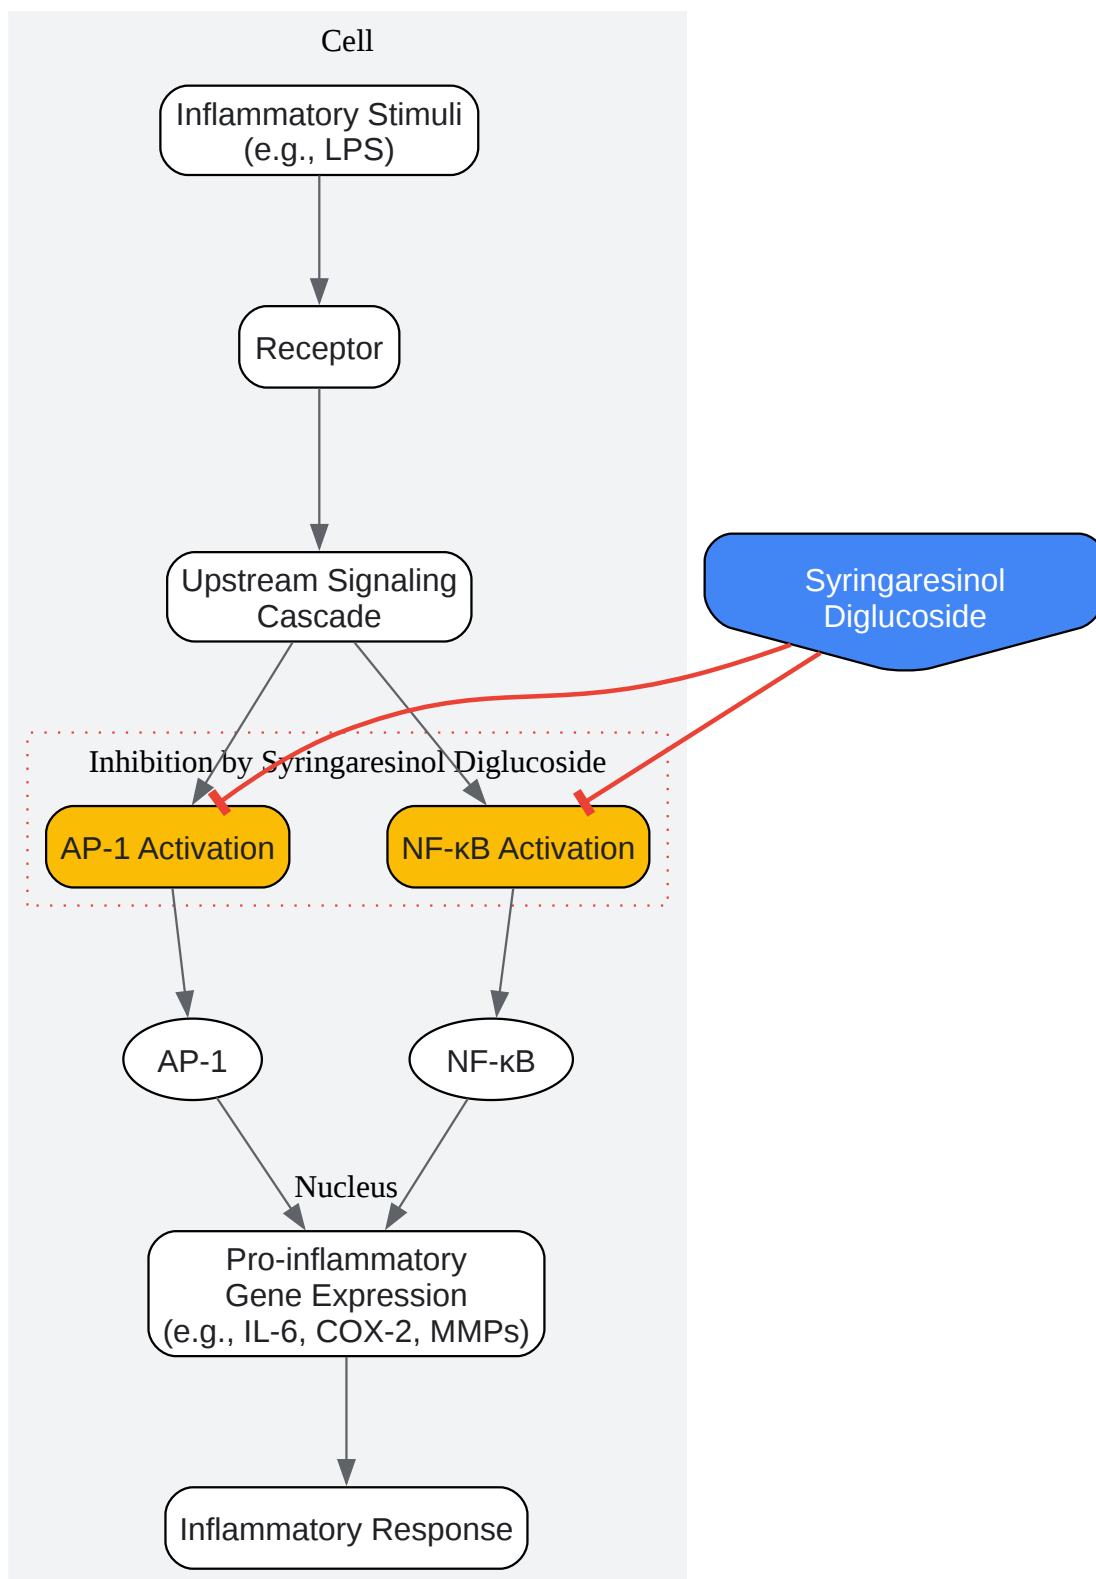 Cell
Inflammatory Stimuli
(e.g., LPS)
Receptor
Upstream Signaling
Cascade
Syringaresinol
Diglucoside
Inhibition by Syringaresinol Diglucoside
AP-1 Activation
NF-κB Activation
AP-1
NF-κB
Nucleus
Pro-inflammatory
Gene Expression
(e.g., IL-6, COX-2, MMPs)
Inflammatory Response